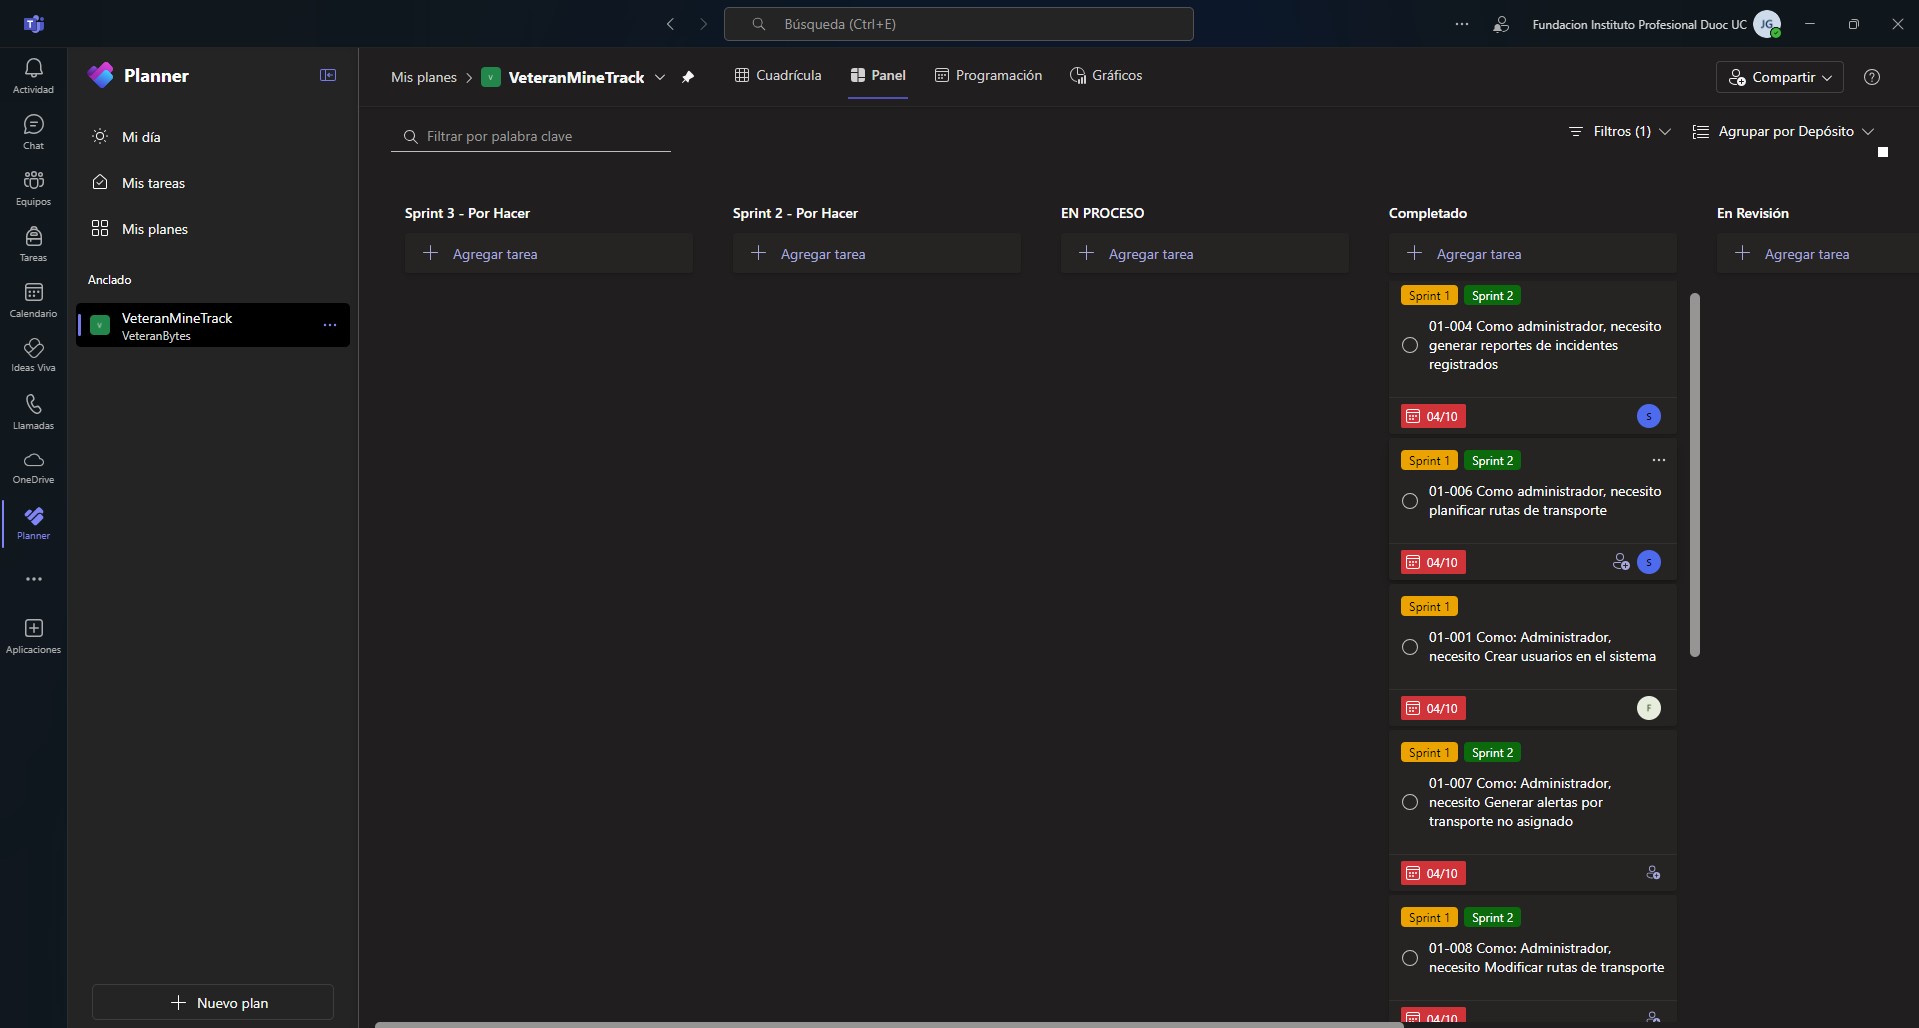 Búsqueda (Ctrl+E)
Fundacion Instituto Profesional Duoc UC
JG
Actividad
Chat
Equipos
Tareas
Calendario
Ideas Viva
Llamadas
OneDrive
Planner
Aplicaciones
Planner
Mi día
Mis tareas
Mis planes
Anclado
V
VeteranMineTrack
VeteranBytes
Nuevo plan
Mis planes
V
VeteranMineTrack
Cuadrícula
Panel
Programación
Gráficos
Compartir
Filtrar por palabra clave
Filtros (1)
Agrupar por Depósito
Sprint 3 - Por Hacer
Agregar tarea
Sprint 2 - Por Hacer
Agregar tarea
EN PROCESO
Agregar tarea
Completado
Agregar tarea
Sprint 1 Sprint 2
01-004 Como administrador, necesito
generar reportes de incidentes
registrados
04/10
S
Sprint 1 Sprint 2
01-006 Como administrador, necesito
planificar rutas de transporte
04/10
S
Sprint 1
01-001 Como: Administrador,
necesito Crear usuarios en el sistema
04/10
F
Sprint 1 Sprint 2
01-007 Como: Administrador,
necesito Generar alertas por
transporte no asignado
04/10
Sprint 1 Sprint 2
01-008 Como: Administrador,
necesito Modificar rutas de transporte
04/10
En Revisión
Agregar tarea